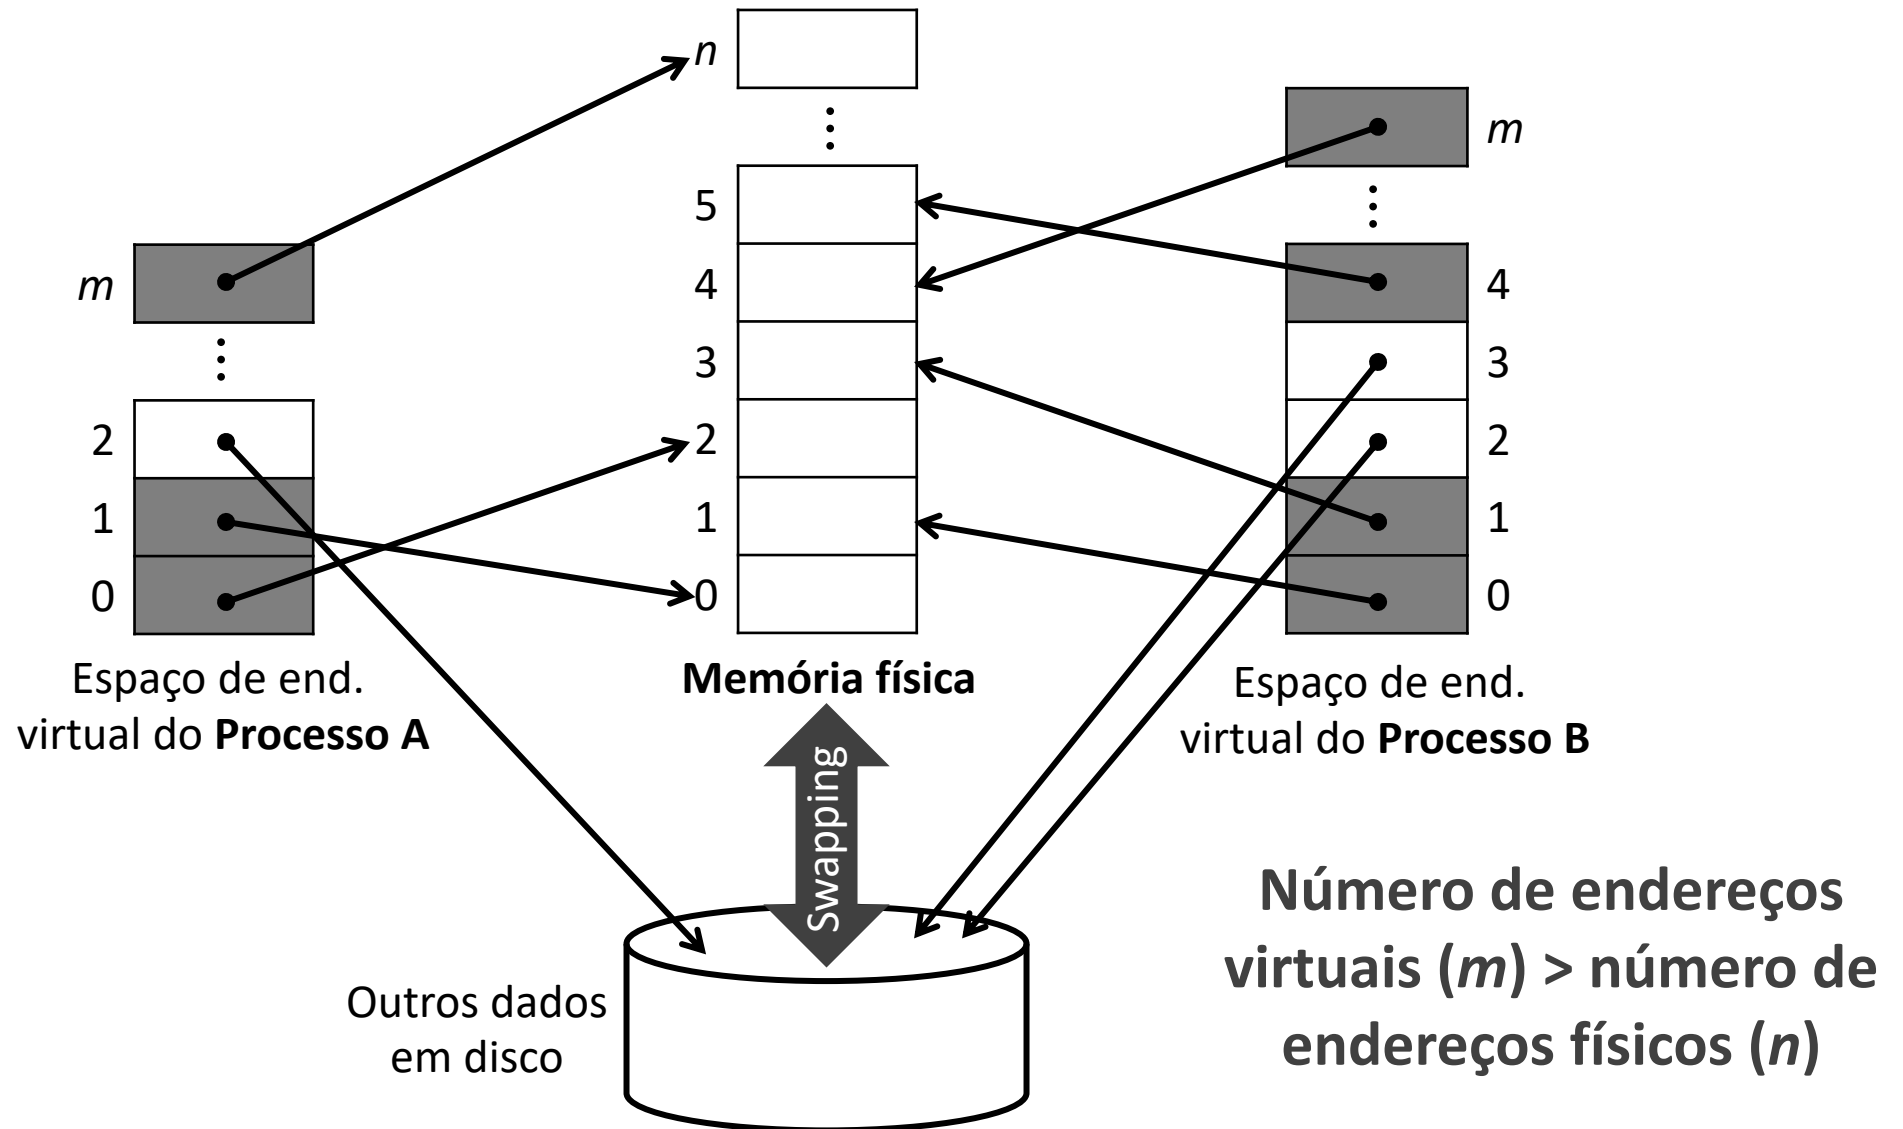 n
5
4
3
2
1
0
m
2
1
0
m
4
3
2
1
0
Espaço de end.
virtual do Processo A
Memória física
Espaço de end.
virtual do Processo B
Swapping
Outros dados
em disco
Número de endereços
virtuais (m) > número de
endereços físicos (n)